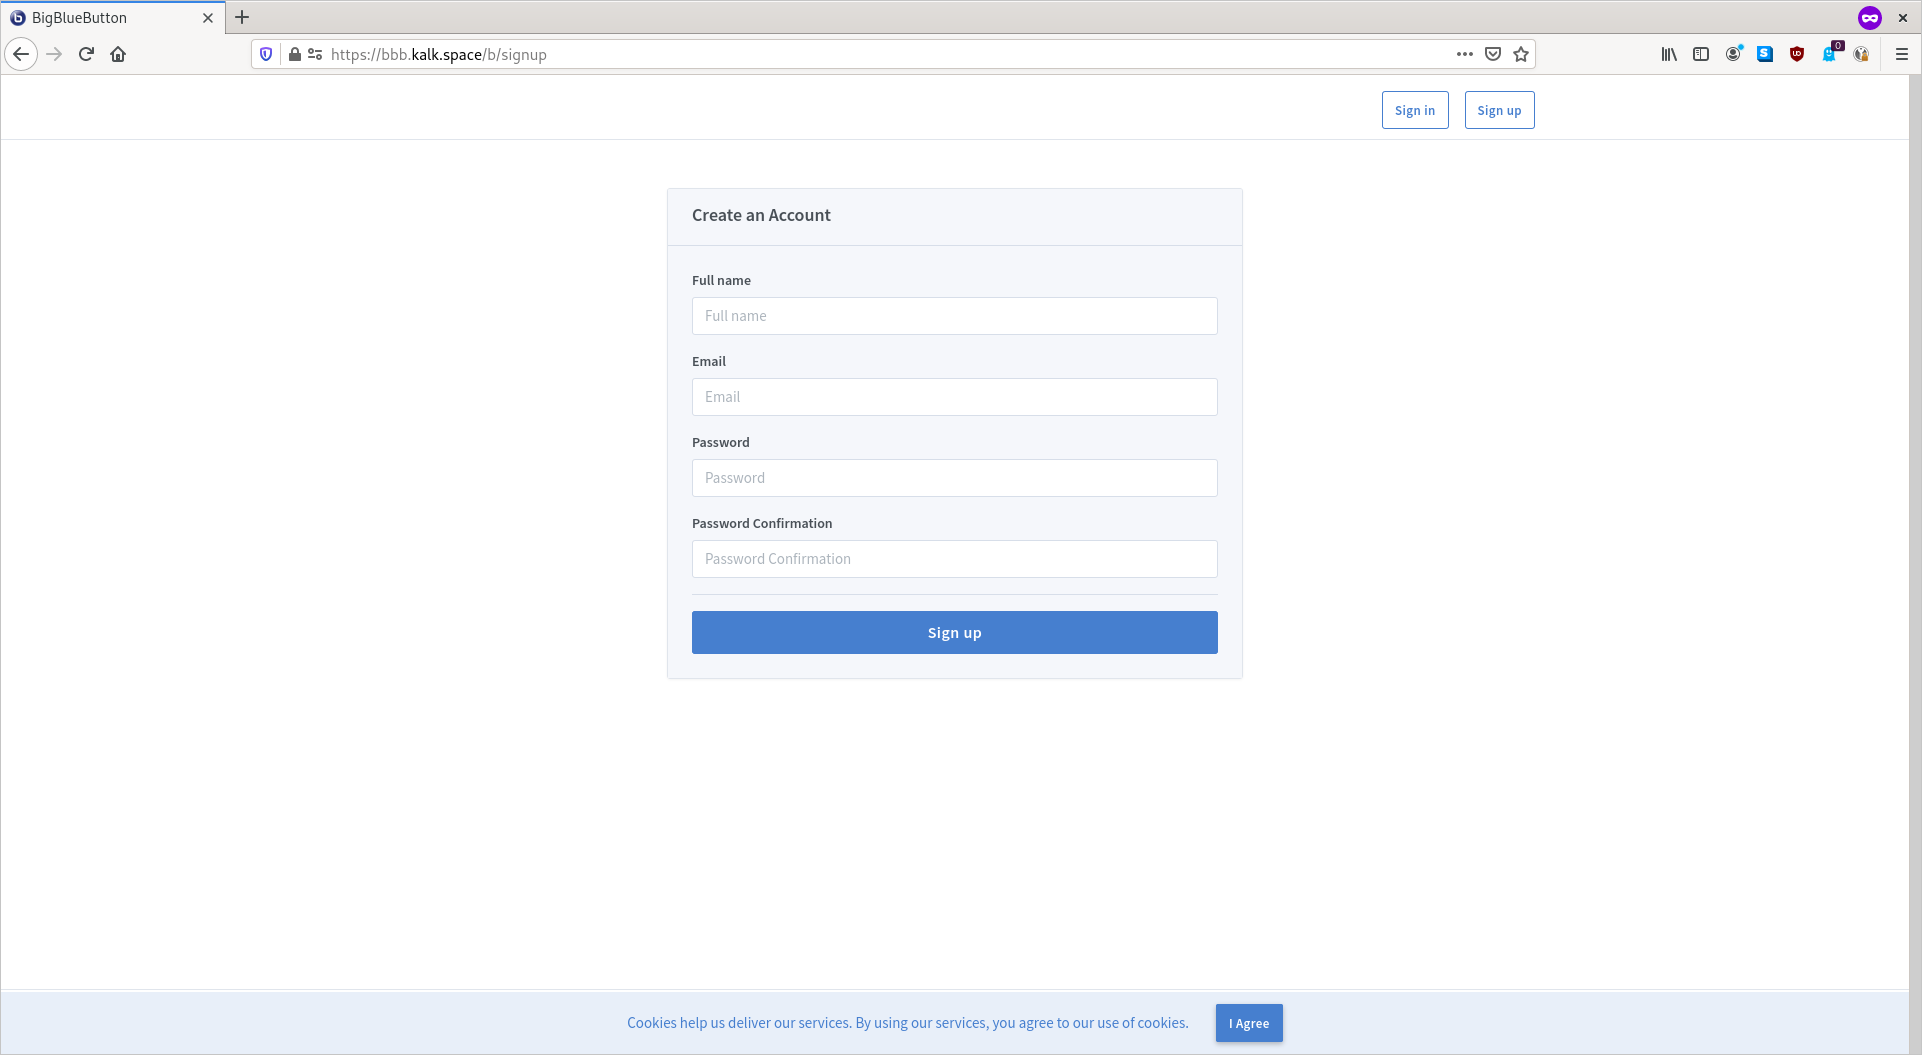 BigBlueButton
https://bbb.kalk.space/b/signup
0
Sign in
Sign up
Create an Account
Full name
Full name
Email
Email
Password
Password
Password Confirmation
Password Confirmation
Sign up
Cookies help us deliver our services. By using our services, you agree to our use of cookies.
I Agree